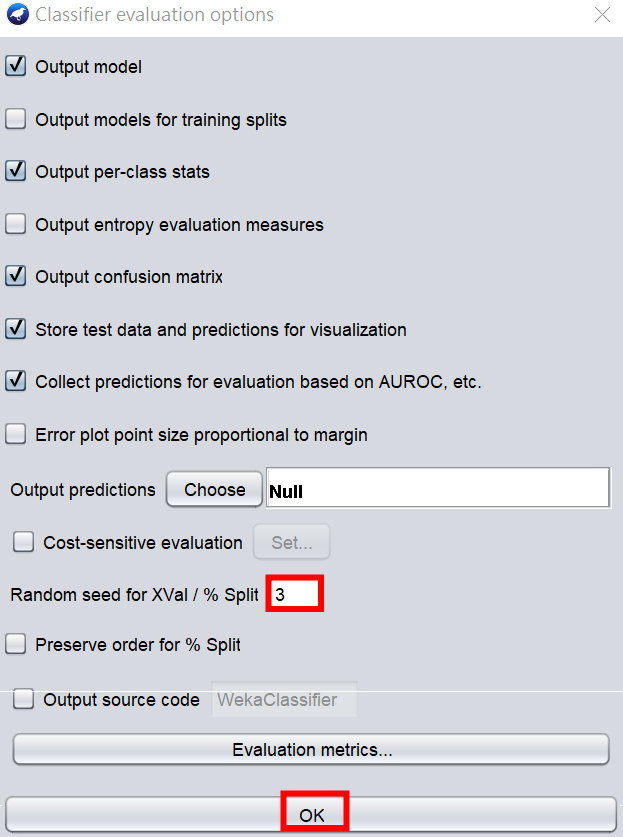 Classifier evaluation options
Output model
Output models for training splits
Output per-class stats
Output entropy evaluation measures
Output confusion matrix
Store test data and predictions for visualization
Collect predictions for evaluation based on AUROC, etc.
Error plot point size proportional to margin
Output predictions Choose Null
Cost-sensitive evaluation Set...
Random seed for XVal / % Split 3
Preserve order for % Split
Output source code WekaClassifier
Evaluation metrics...
OK